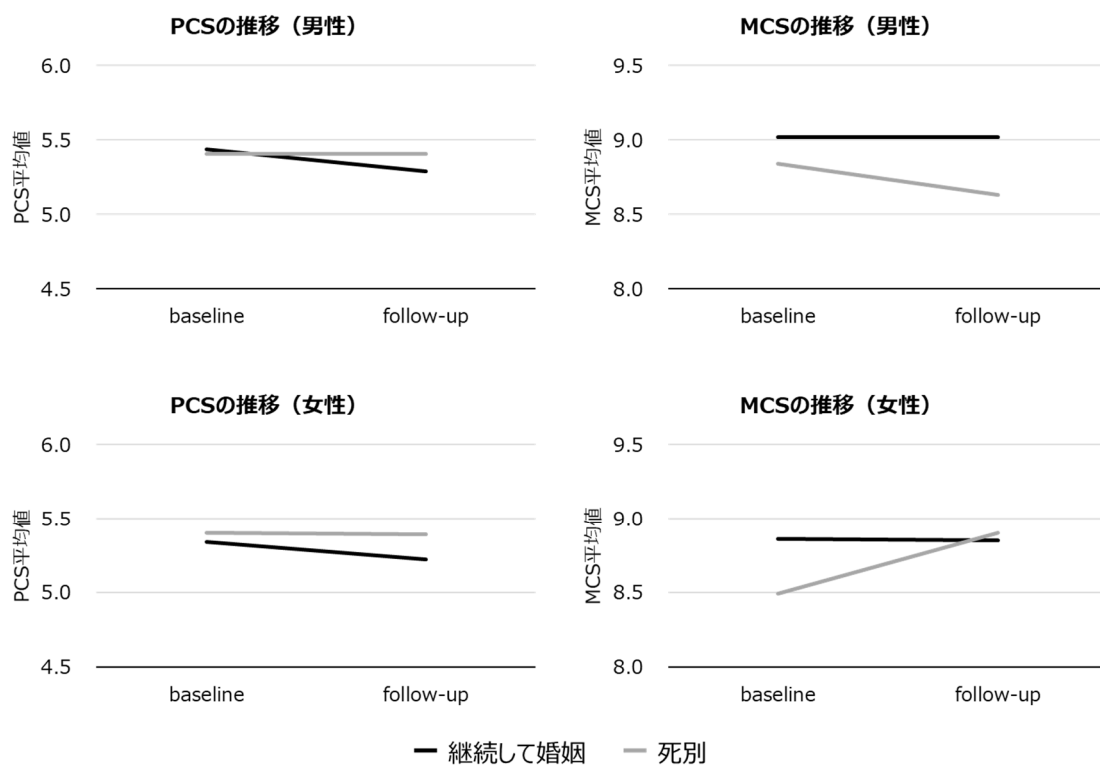 PCSの推移（男性）
6.0
5.5
5.0
4.5
PCS平均値
baseline
follow-up
MCSの推移（男性）
9.5
9.0
8.5
8.0
MCS平均値
baseline
follow-up
PCSの推移（女性）
6.0
5.5
5.0
4.5
PCS平均値
baseline
follow-up
MCSの推移（女性）
9.5
9.0
8.5
8.0
MCS平均値
baseline
follow-up
継続して婚姻
死別